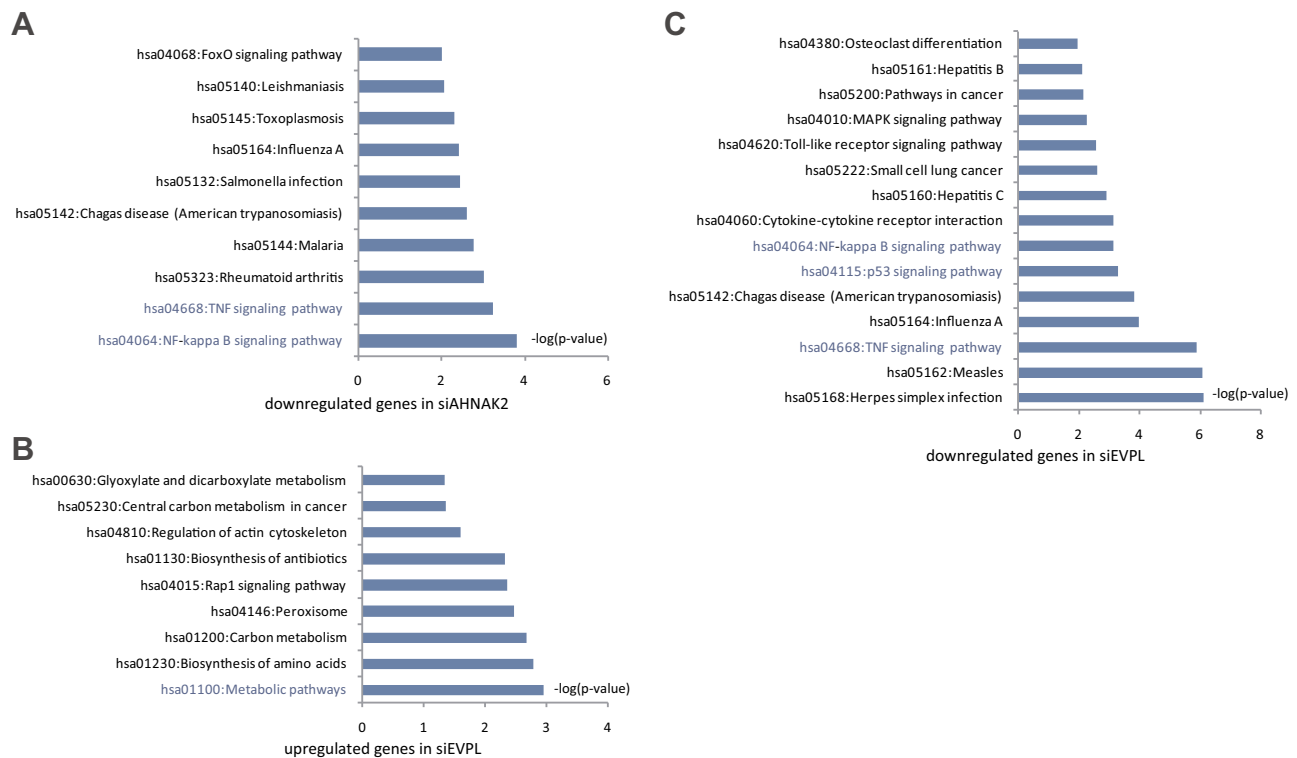 A
hsa04068:FoxO signaling pathway
hsa05140:Leishmaniasis
hsa05145:Toxoplasmosis
hsa05164:Influenza A
hsa05132:Salmonella infection
hsa05142:Chagas disease (American trypanosomiasis)
hsa05144:Malaria
hsa05323:Rheumatoid arthritis
hsa04668:TNF signaling pathway
hsa04064:NF-kappa B signaling pathway
-log(p-value)
0 2 4 6
downregulated genes in siAHNAK2
B
hsa00630:Glyoxylate and dicarboxylate metabolism
hsa05230:Central carbon metabolism in cancer
hsa04810:Regulation of actin cytoskeleton
hsa01130:Biosynthesis of antibiotics
hsa04015:Rap1 signaling pathway
hsa04146:Peroxisome
hsa01200:Carbon metabolism
hsa01230:Biosynthesis of amino acids
hsa01100:Metabolic pathways
-log(p-value)
0 1 2 3 4
upregulated genes in siEVPL
C
hsa04380:Osteoclast differentiation
hsa05161:Hepatitis B
hsa05200:Pathways in cancer
hsa04010:MAPK signaling pathway
hsa04620:Toll-like receptor signaling pathway
hsa05222:Small cell lung cancer
hsa05160:Hepatitis C
hsa04060:Cytokine-cytokine receptor interaction
hsa04064:NF-kappa B signaling pathway
hsa04115:p53 signaling pathway
hsa05142:Chagas disease (American trypanosomiasis)
hsa05164:Influenza A
hsa04668:TNF signaling pathway
hsa05162:Measles
hsa05168:Herpes simplex infection
-log(p-value)
0 2 4 6 8
downregulated genes in siEVPL